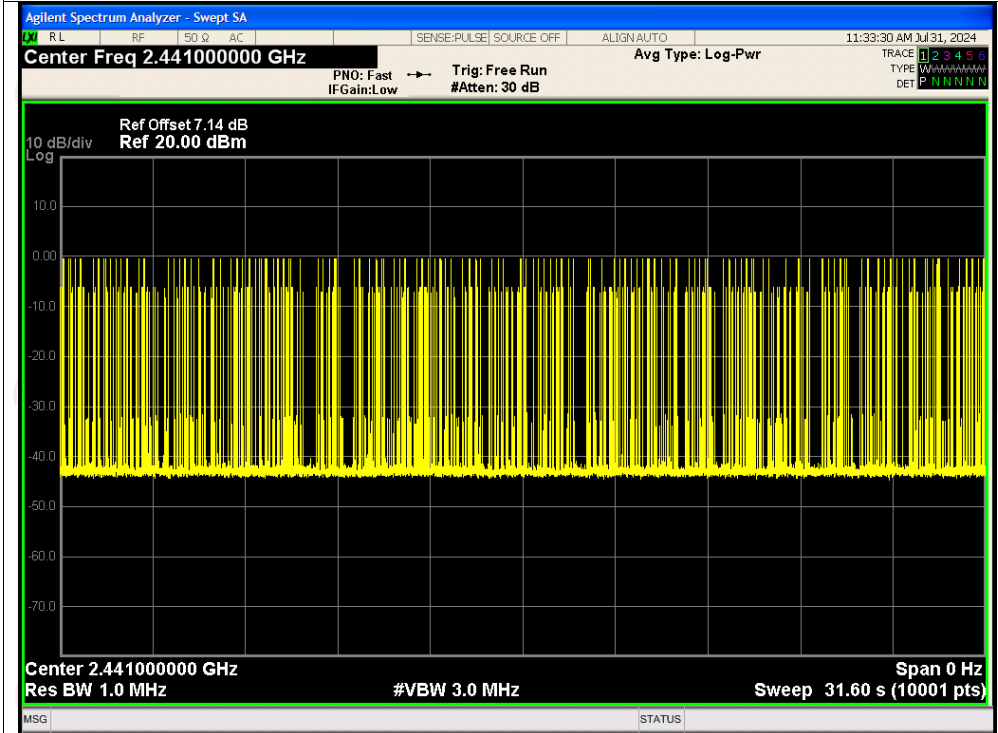 Agilent Spectrum Analyzer - Swept SA
LXI RL RF 50 Ω AC SENSE:PULSE SOURCE OFF ALIGN AUTO 11:33:30 AM Jul 31, 2024
Center Freq 2.441000000 GHz Avg Type: Log-Pwr TRACE 1 2 3 4 5 6
PNO: Fast Trig: Free Run TYPE WWWWWW
IFGain:Low #Atten: 30 dB DET P N N N N N
Ref Offset 7.14 dB
10 dB/div Ref 20.00 dBm
Log
10.0
0.00
-10.0
-20.0
-30.0
-40.0
-50.0
-60.0
-70.0
Center 2.441000000 GHz Span 0 Hz
Res BW 1.0 MHz #VBW 3.0 MHz Sweep 31.60 s (10001 pts)
MSG STATUS